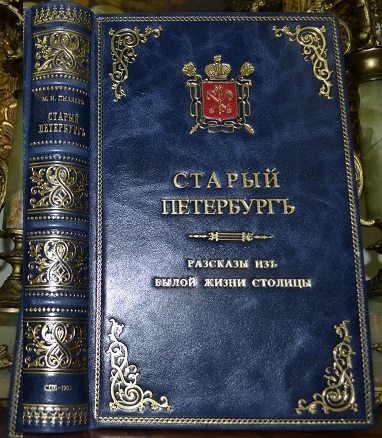 М. И. ПЫЛЯЕВЪ
СТАРЫЙ
ПЕТЕРБУРГЪ
СТАРЫЙ
ПЕТЕРБУРГЪ
РАЗСКАЗЫ ИЗЪ
БЫЛОЙ ЖИЗНИ СТОЛИЦЫ